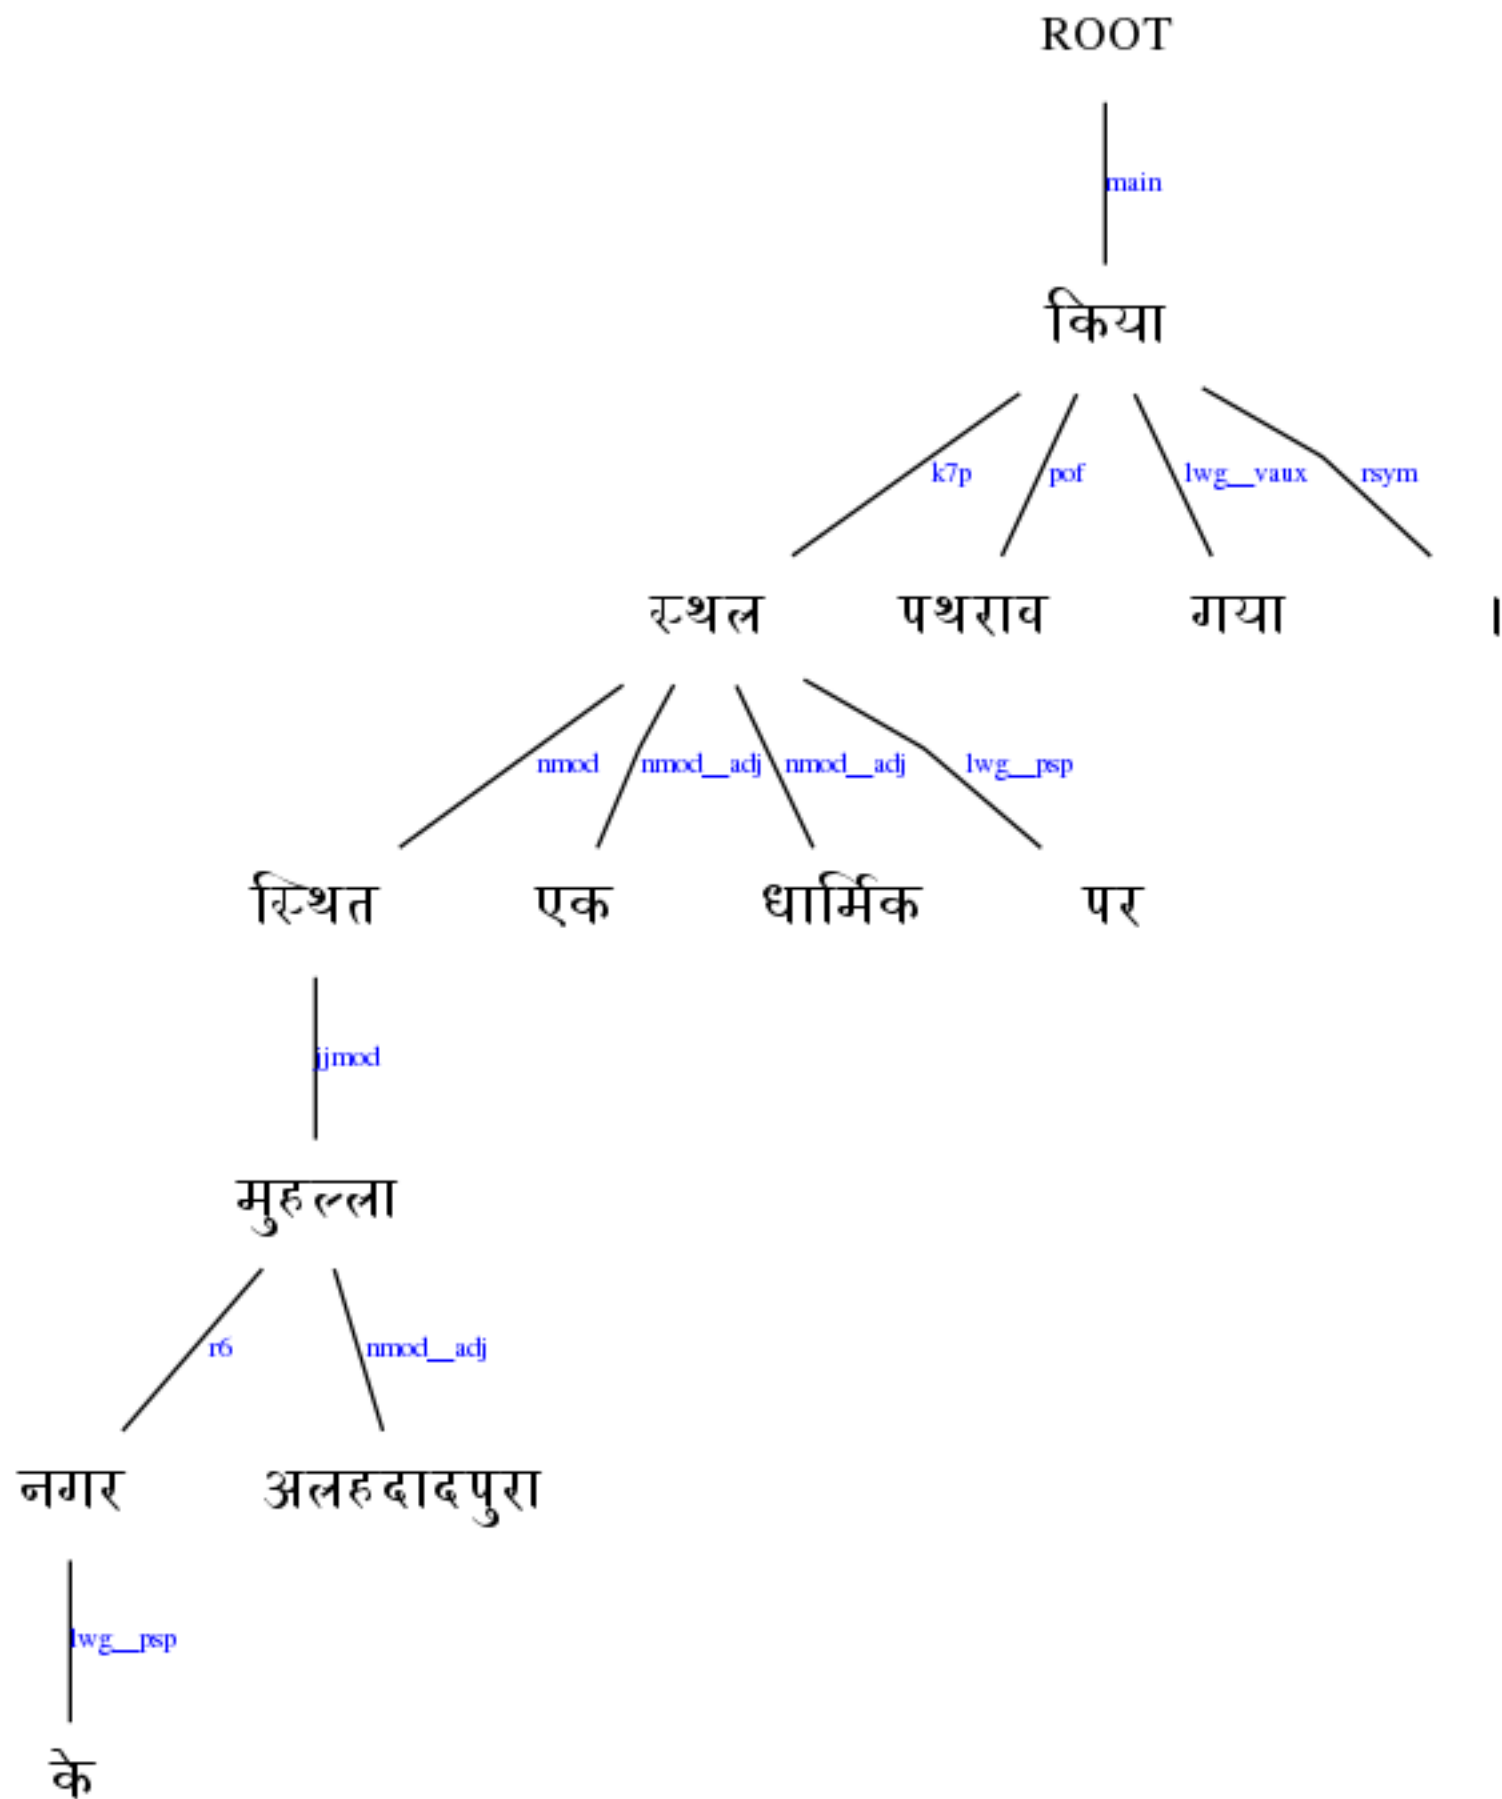 ROOT
main
किया
k7p pof lwg__vaux rsym
स्थल पथराव गया ।
nmod nmod__adj nmod__adj lwg__psp
स्थित एक धार्मिक पर
jjmod
मुहल्ला
r6 nmod__adj
नगर अलहदादपुरा
lwg__psp
के